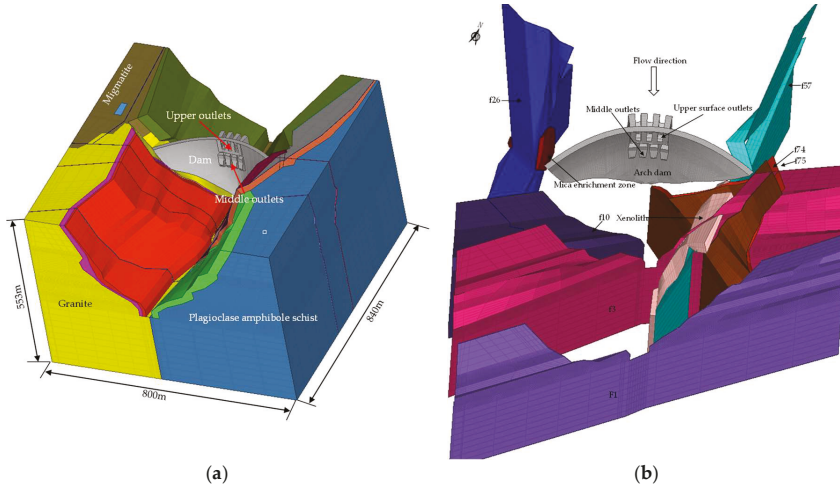 Migmatite
Upper outlets
Dam
Middle outlets
Granite
Plagioclase amphibole schist
553m
800m
840m
(a)
N
Flow direction
f26
f57
Middle outlets
Upper surface outlets
f74
f75
Arch dam
Mica enrichment zone
Xenolith
f10
f3
F1
(b)